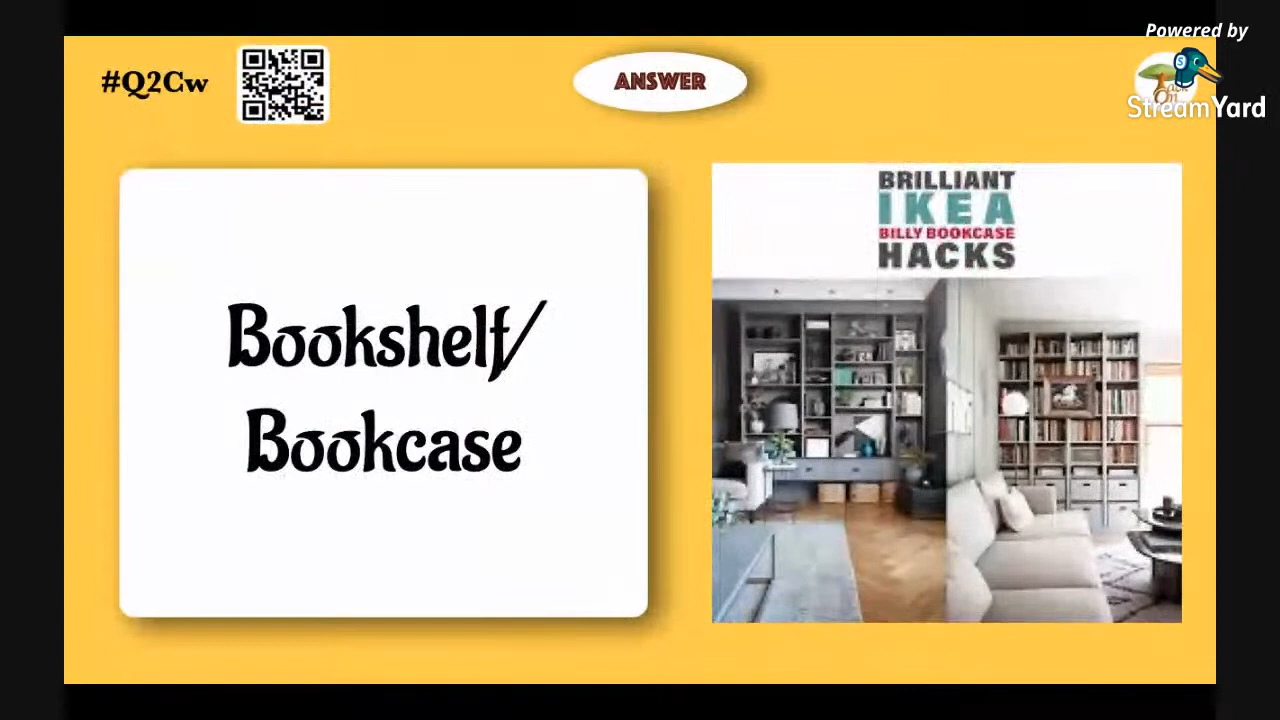 Powered by
#Q2Cw
ANSWER
StreamYard
BRILLIANT
IKEA
BILLY BOOKCASE
HACKS
Bookshelf/
Bookcase